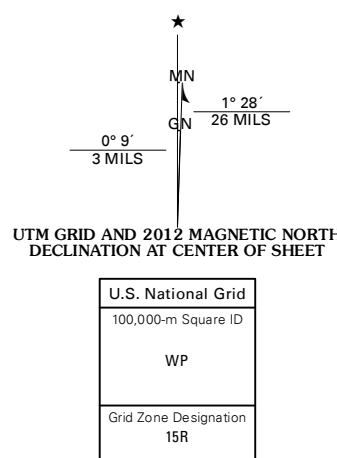 ★
MN
1° 28´
26 MILS
GN
0° 9´
3 MILS
UTM GRID AND 2012 MAGNETIC NORTH
DECLINATION AT CENTER OF SHEET
U.S. National Grid
100,000-m Square ID
WP
Grid Zone Designation
15R